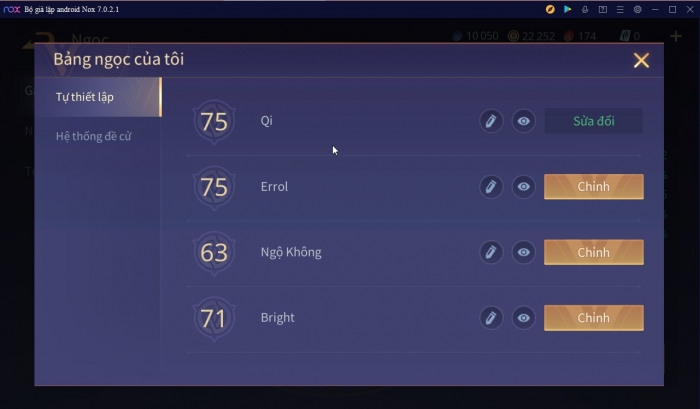 nox Bộ giả lập android Nox 7.0.2.1
Ngọc
10 050 22 252 174 0
Bảng ngọc của tôi
Tự thiết lập
Hệ thống đề cử
75 Qi Sửa đổi
75 Errol Chỉnh
63 Ngộ Không Chỉnh
71 Bright Chỉnh